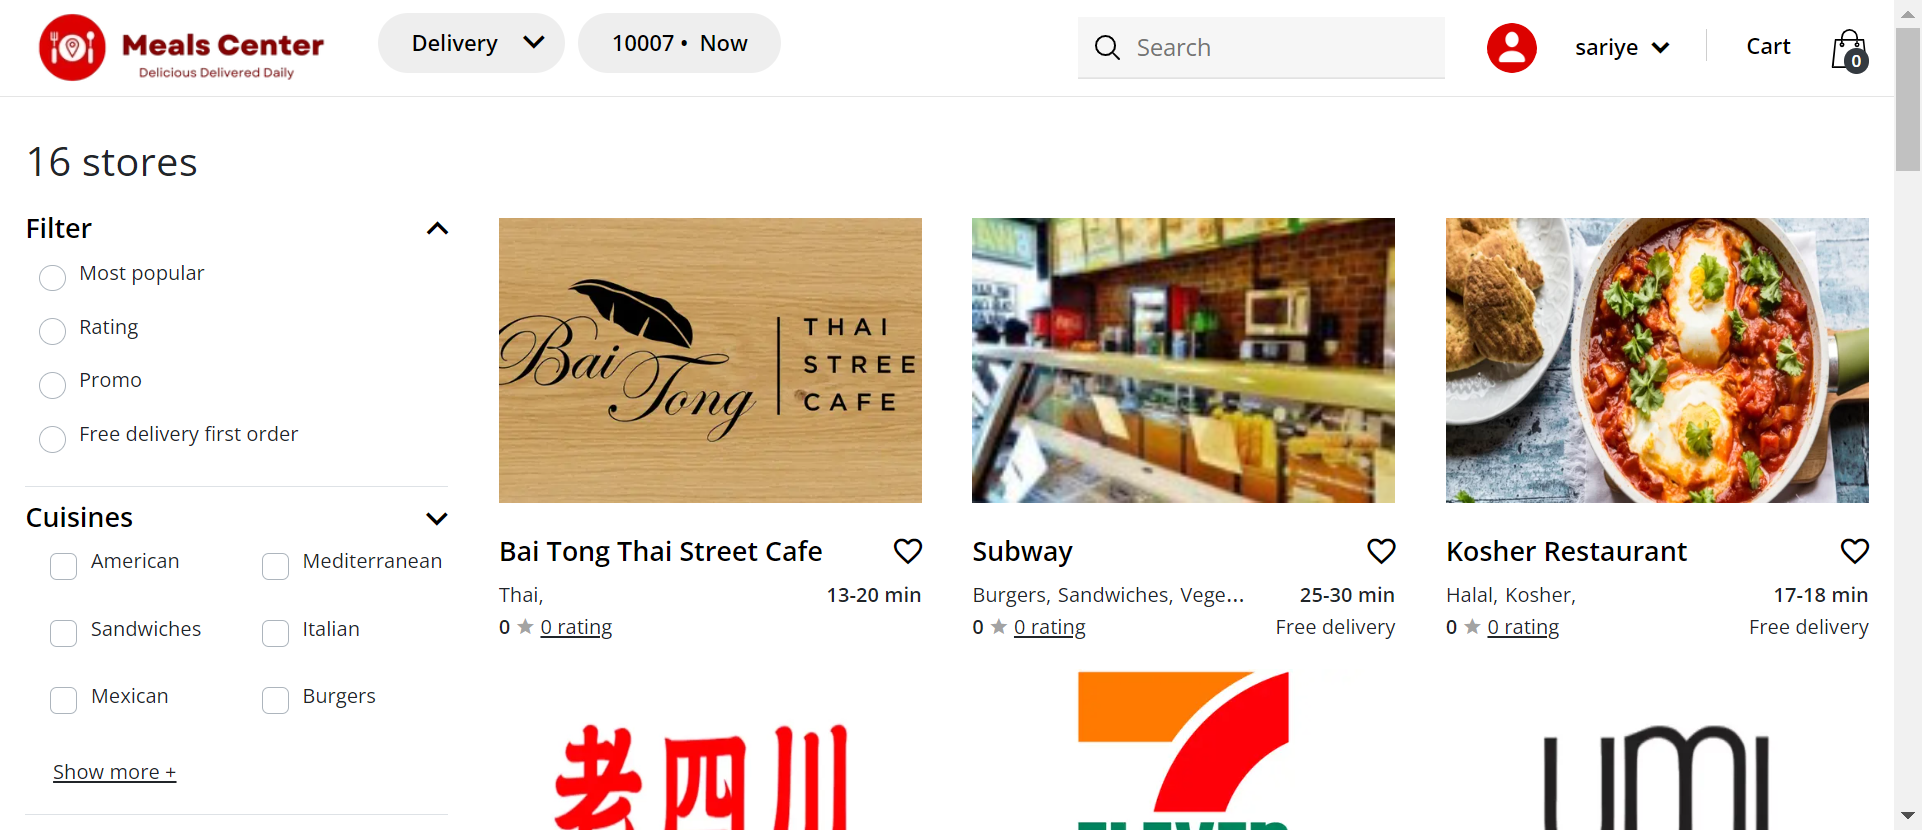 Meals Center
Delicious Delivered Daily
Delivery
10007 • Now
Search
sariye
Cart
0
16 stores
Filter
Most popular
Rating
Promo
Free delivery first order
Cuisines
American
Mediterranean
Sandwiches
Italian
Mexican
Burgers
Show more +
Bai Tong
THAI
STREE
CAFE
Bai Tong Thai Street Cafe
Thai,
13-20 min
0 ★ 0 rating
Subway
Burgers, Sandwiches, Vege...
25-30 min
0 ★ 0 rating
Free delivery
Kosher Restaurant
Halal, Kosher,
17-18 min
0 ★ 0 rating
Free delivery
老四川
7
ELEVEn
umi